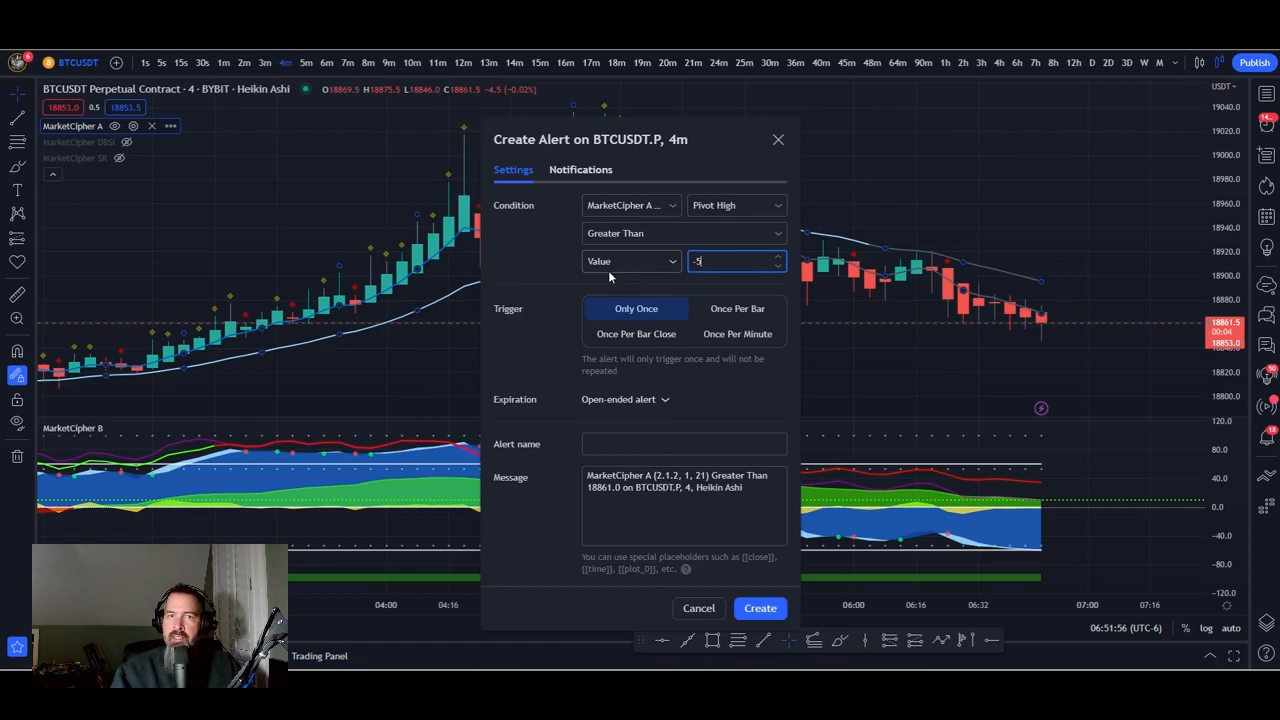 BTCUSDT 1s 5s 15s 30s 1m 2m 3m 4m 5m 6m 7m 8m 9m 10m 11m 12m 13m 14m 15m 16m 17m 18m 19m 20m 21m 24m 25m 30m 36m 40m 45m 48m 64m 90m 1h 2h 3h 4h 5h 6h 7h 8h 12h D 2D 3D W M Publish
BTCUSDT Perpetual Contract · 4 · BYBIT · Heikin Ashi O18869.5 H18875.5 L18846.0 C18861.5 -4.5 (-0.02%) USDT
18853.0 0.5 18853.5
MarketCipher A
MarketCipher DBSI
MarketCipher SR
Create Alert on BTCUSDT.P, 4m
Settings Notifications
Condition MarketCipher A ... Pivot High
Greater Than
Value -5
Trigger Only Once Once Per Bar
Once Per Bar Close Once Per Minute
The alert will only trigger once and will not be
repeated
Expiration Open-ended alert
Alert name
Message MarketCipher A (2.1.2, 1, 21) Greater Than
18861.0 on BTCUSDT.P, 4, Heikin Ashi
You can use special placeholders such as {{close}},
{{time}}, {{plot_0}}, etc.
Cancel Create
19040.0
19020.0
19000.0
18980.0
18960.0
18940.0
18920.0
18900.0
18880.0
18861.5
00:04
18853.0
18820.0
18800.0
MarketCipher B
120.0
80.0
40.0
0.0
-40.0
-80.0
-120.0
04:00 04:16 06:00 06:16 06:32 07:00 07:16
06:51:56 (UTC-6) % log auto
Trading Panel